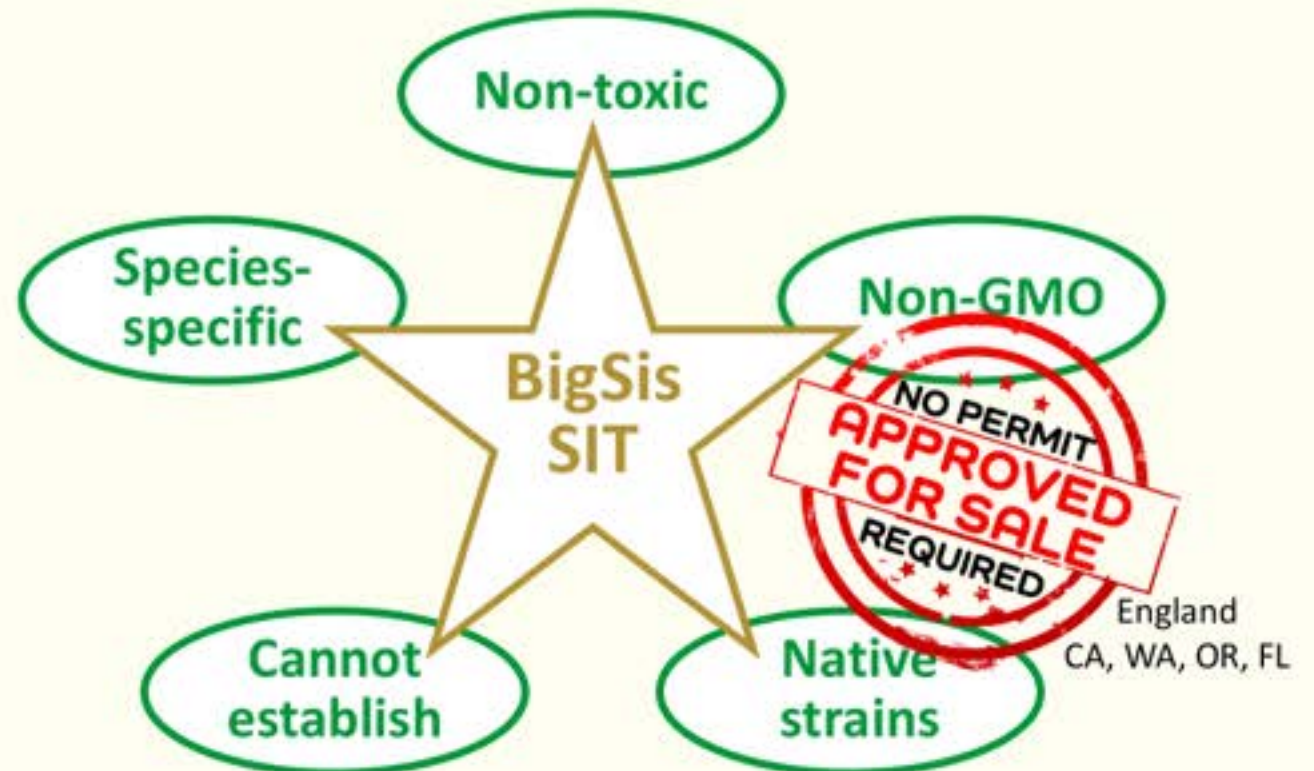 Non-toxic
Species-
specific
Non-GMO
BigSis
SIT
NO PERMIT
APPROVED
FOR SALE
REQUIRED
England
CA, WA, OR, FL
Cannot
establish
Native
strains